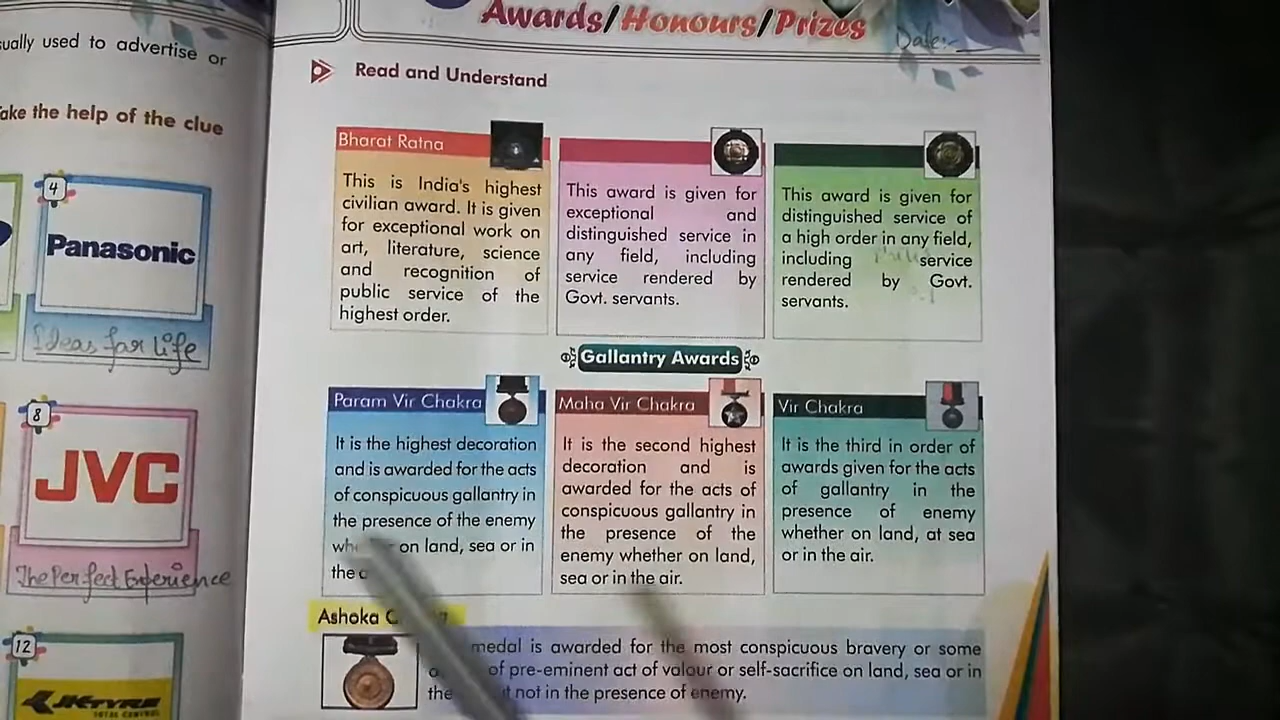 sually used to advertise or
Take the help of the clue
4
Panasonic
Ideas for life
8
JVC
The Perfect Experience
12
JK TYRE
TOTAL CONTROL
Awards/Honours/Prizes
Date:-
Read and Understand
Bharat Ratna
This is India's highest
civilian award. It is given
for exceptional work on
art, literature, science
and recognition of
public service of the
highest order.
This award is given for
exceptional and
distinguished service in
any field, including
service rendered by
Govt. servants.
This award is given for
distinguished service of
a high order in any field,
including service
rendered by Govt.
servants.
Gallantry Awards
Param Vir Chakra
It is the highest decoration
and is awarded for the acts
of conspicuous gallantry in
the presence of the enemy
on land, sea or in
the
Maha Vir Chakra
It is the second highest
decoration and is
awarded for the acts of
conspicuous gallantry in
the presence of the
enemy whether on land,
sea or in the air.
Vir Chakra
It is the third in order of
awards given for the acts
of gallantry in the
presence of enemy
whether on land, at sea
or in the air.
Ashoka
medal is awarded for the most conspicuous bravery or some
of pre-eminent act of valour or self-sacrifice on land, sea or in
the not in the presence of enemy.